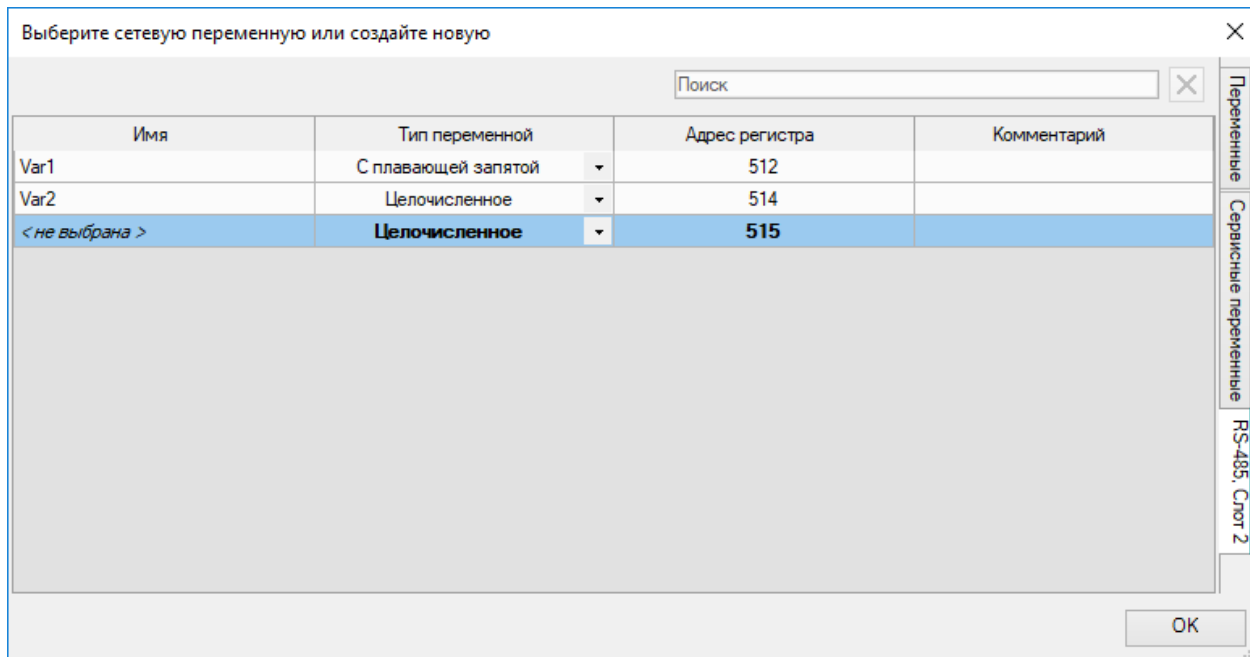 Выберите сетевую переменную или создайте новую
Поиск
Имя Тип переменной Адрес регистра Комментарий
Var1 С плавающей запятой 512
Var2 Целочисленное 514
<не выбрана> Целочисленное 515
Переменные
Сервисные переменные
RS-485, Слот 2
OK